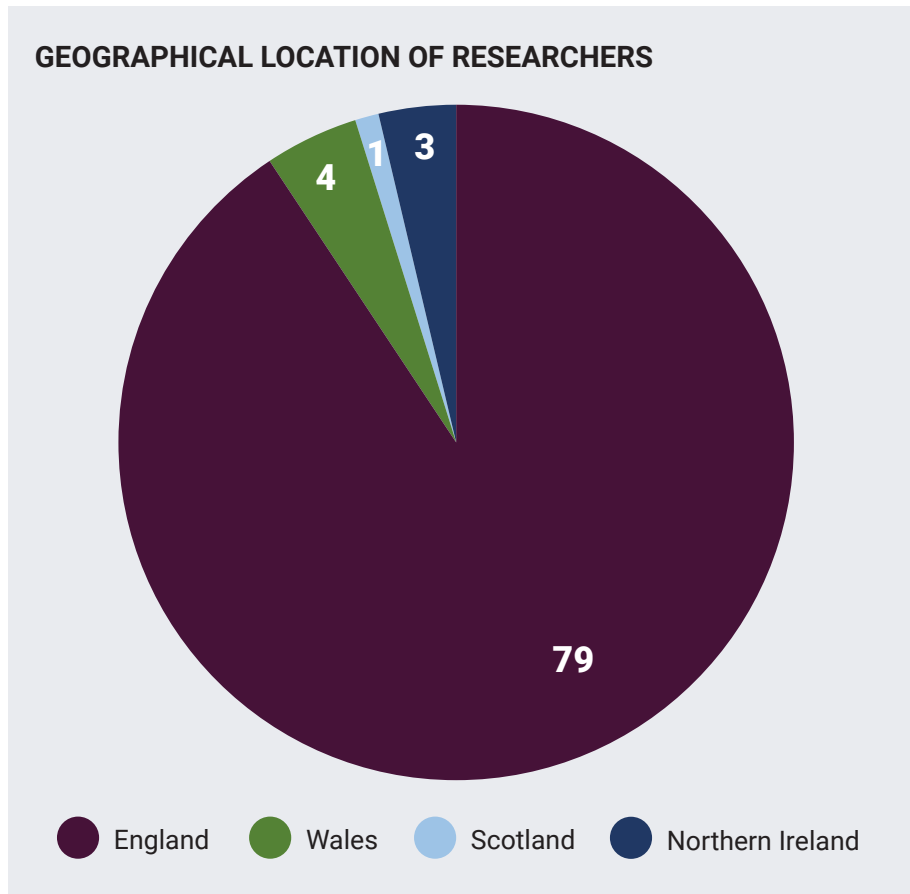 GEOGRAPHICAL LOCATION OF RESEARCHERS
4
1
3
79
England
Wales
Scotland
Northern Ireland